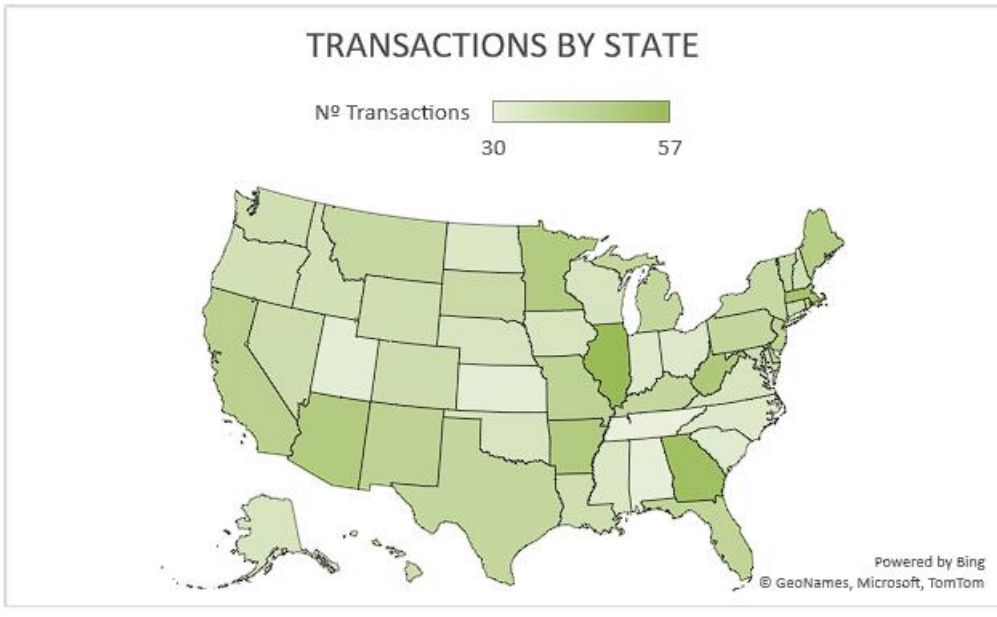 TRANSACTIONS BY STATE
Nº Transactions
30 57
Powered by Bing
© GeoNames, Microsoft, TomTom